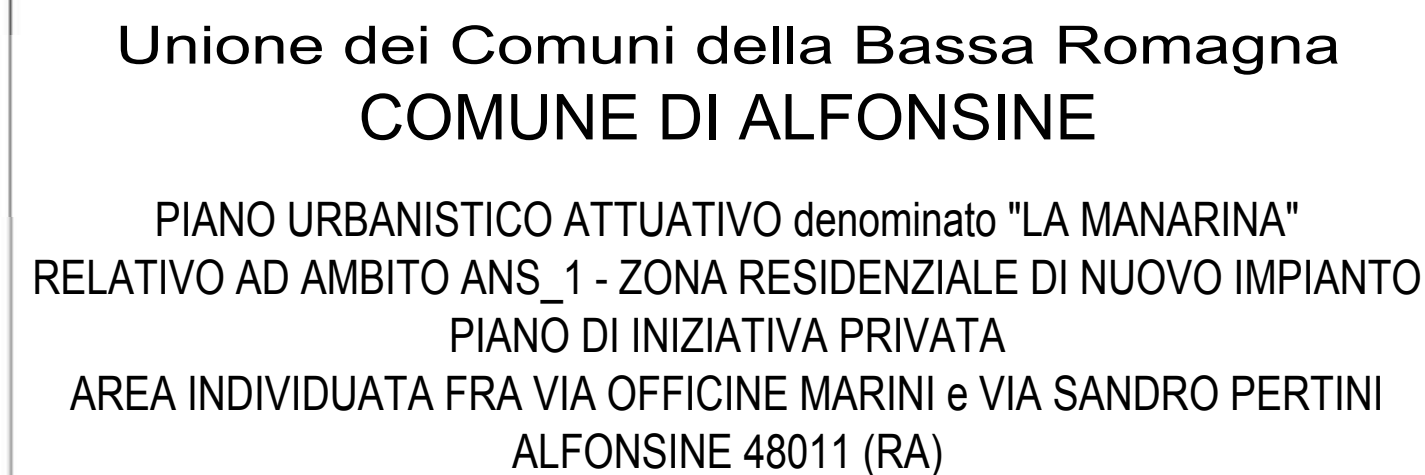 Unione dei Comuni della Bassa Romagna
COMUNE DI ALFONSINE
PIANO URBANISTICO ATTUATIVO denominato "LA MANARINA"
RELATIVO AD AMBITO ANS_1 - ZONA RESIDENZIALE DI NUOVO IMPIANTO
PIANO DI INIZIATIVA PRIVATA
AREA INDIVIDUATA FRA VIA OFFICINE MARINI e VIA SANDRO PERTINI
ALFONSINE 48011 (RA)